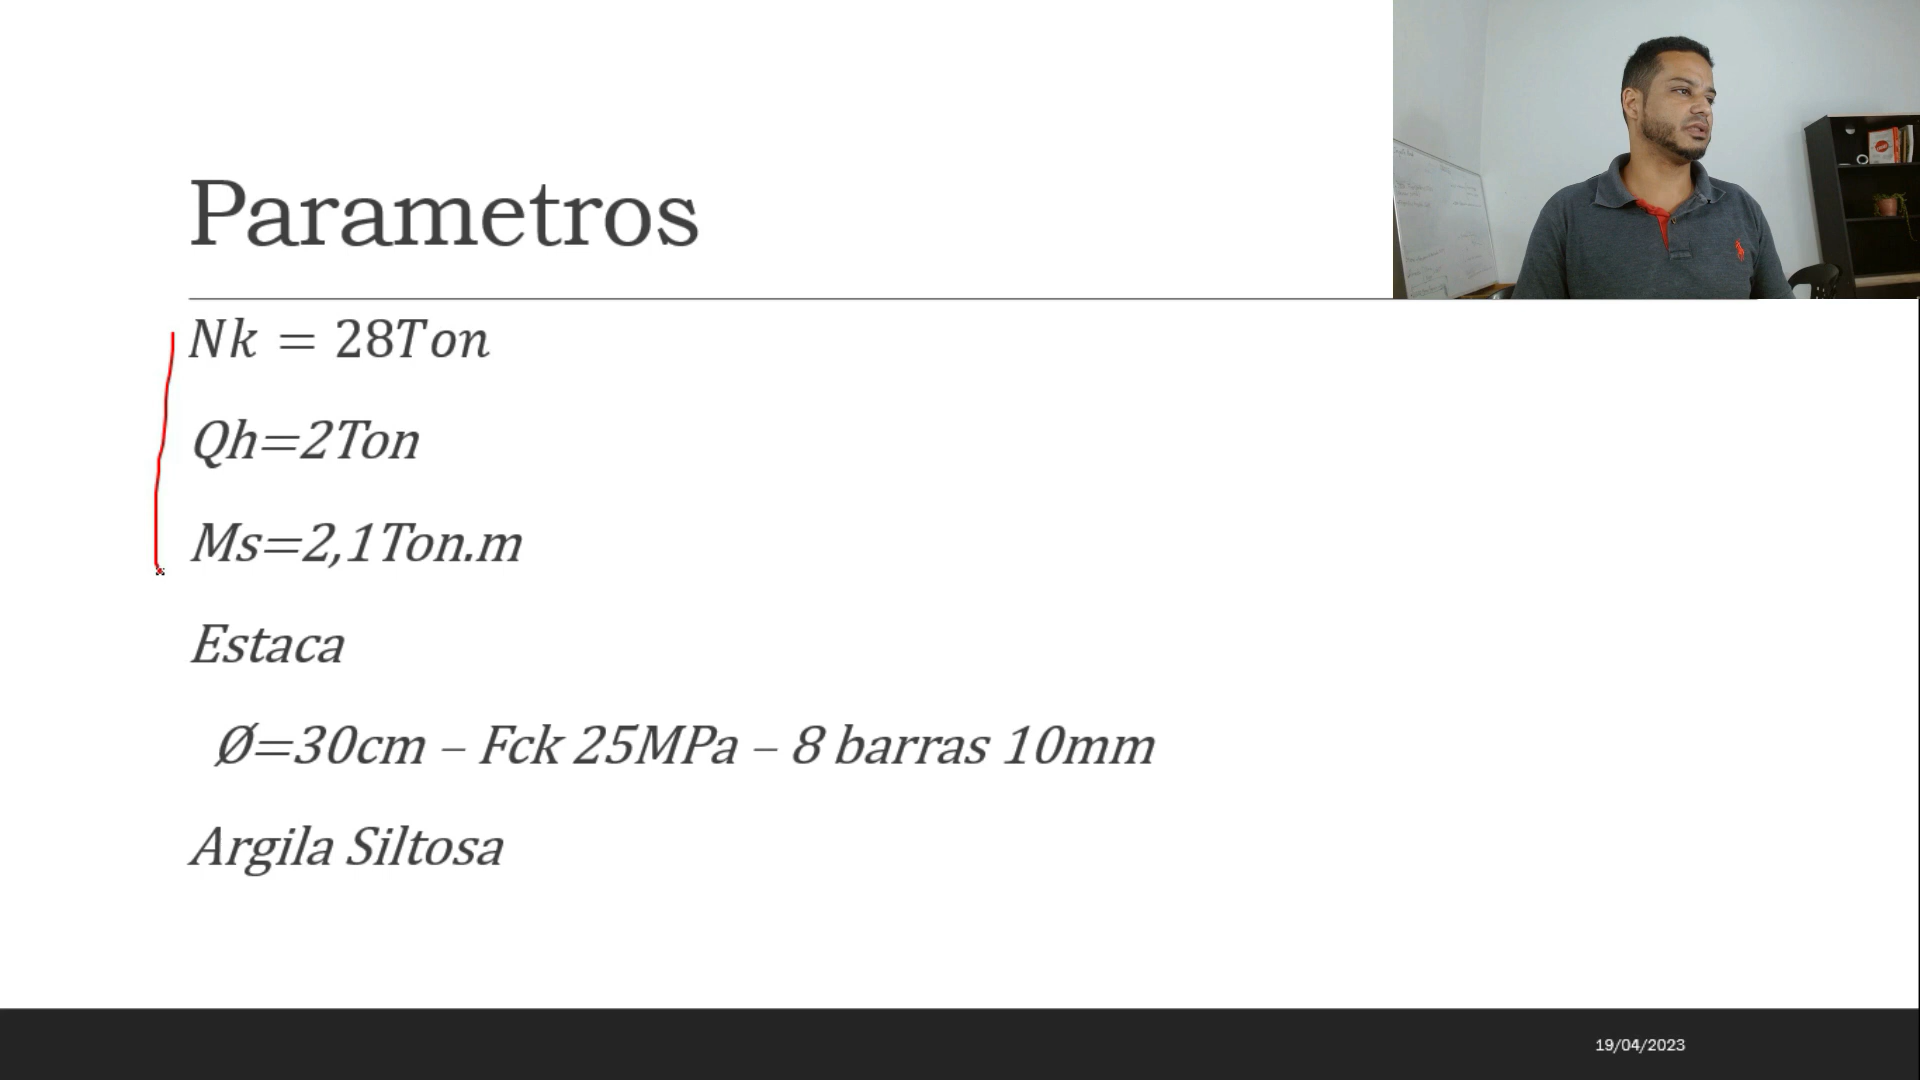 Parametros
Nk = 28Ton
Qh=2Ton
Ms=2,1Ton.m
Estaca
Ø=30cm – Fck 25MPa – 8 barras 10mm
Argila Siltosa
19/04/2023